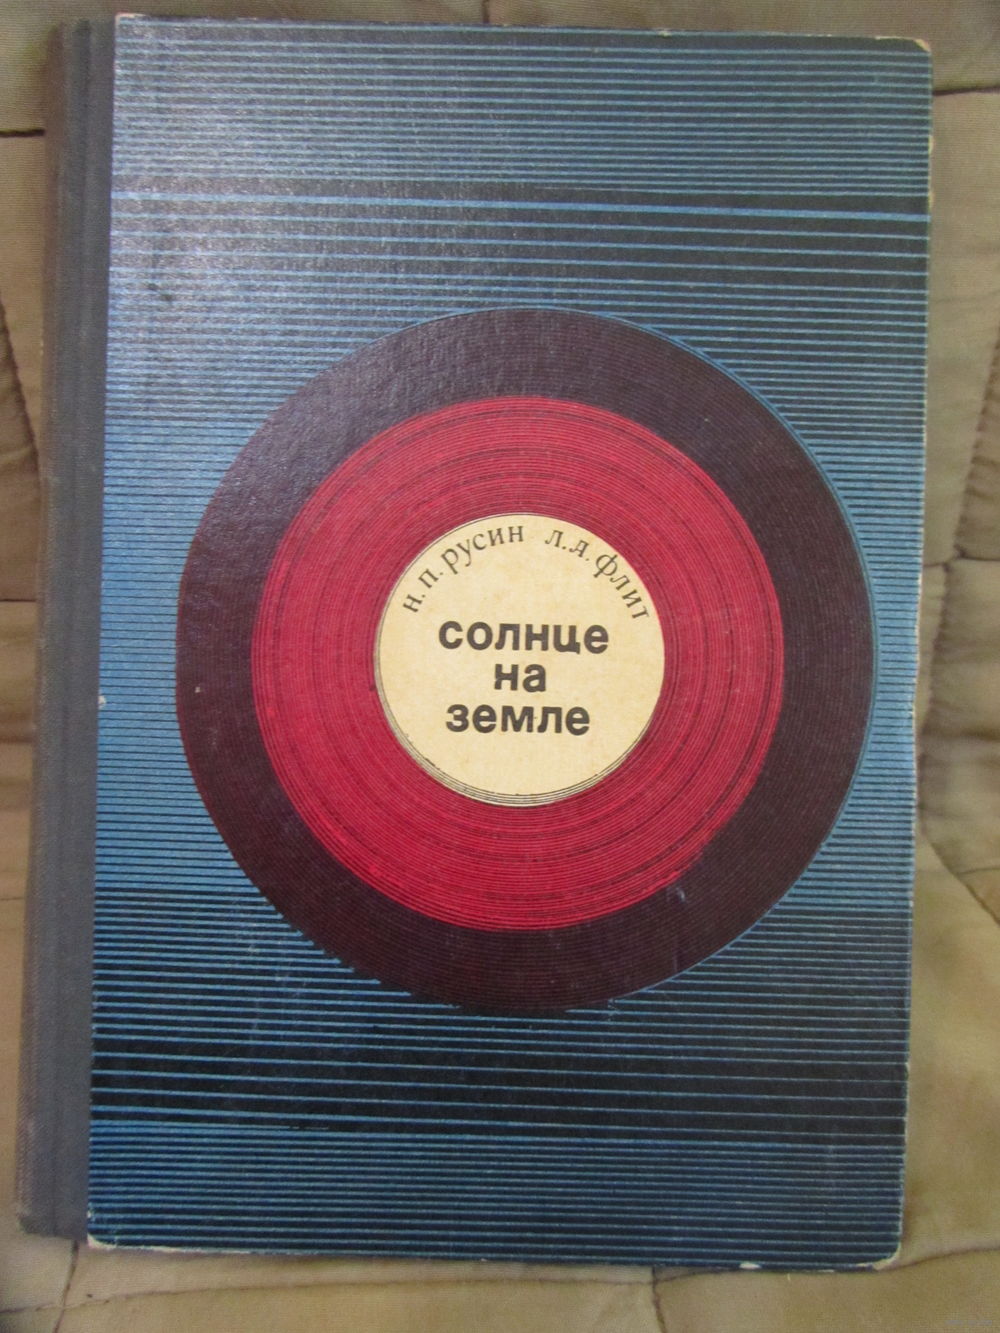 н. п. русин л. а. флит
солнце
на
земле